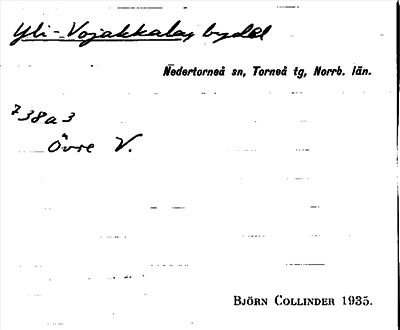 Yli-Vojakkala, bydel
Nedertorneå sn, Torneå tg, Norrb. län.
738a3
Övre V.
BJÖRN COLLINDER 1935.